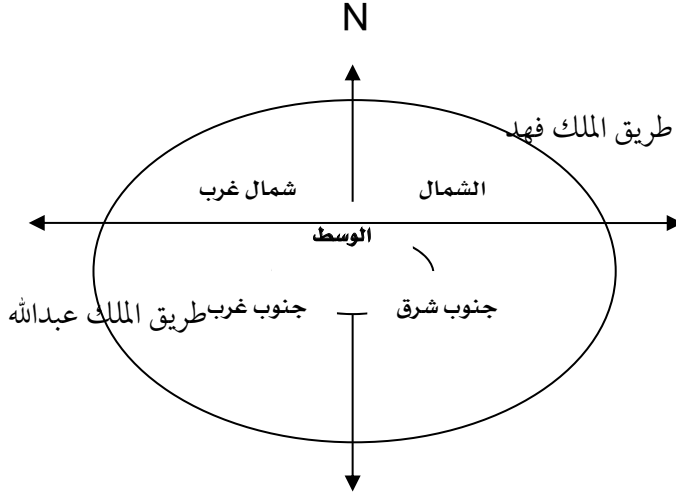 N
طريق الملك فهد
شمال غرب
الشمال
الوسط
جنوب شرق
جنوب غرب
طريق الملك عبدالله